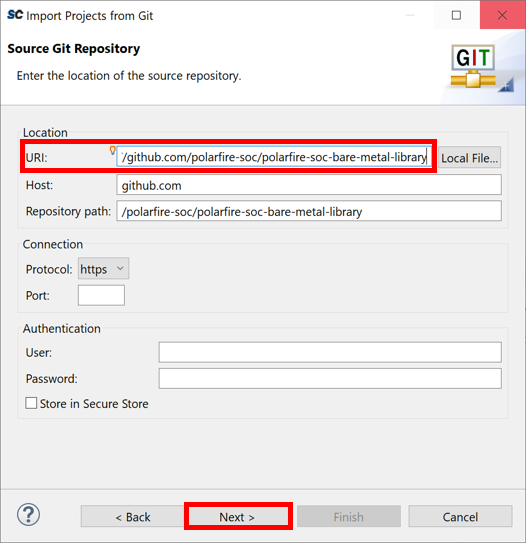 SC Import Projects from Git
Source Git Repository
Enter the location of the source repository.
GIT
Location
URI: /github.com/polarfire-soc/polarfire-soc-bare-metal-library Local File...
Host: github.com
Repository path: /polarfire-soc/polarfire-soc-bare-metal-library
Connection
Protocol: https
Port:
Authentication
User:
Password:
Store in Secure Store
? < Back Next > Finish Cancel